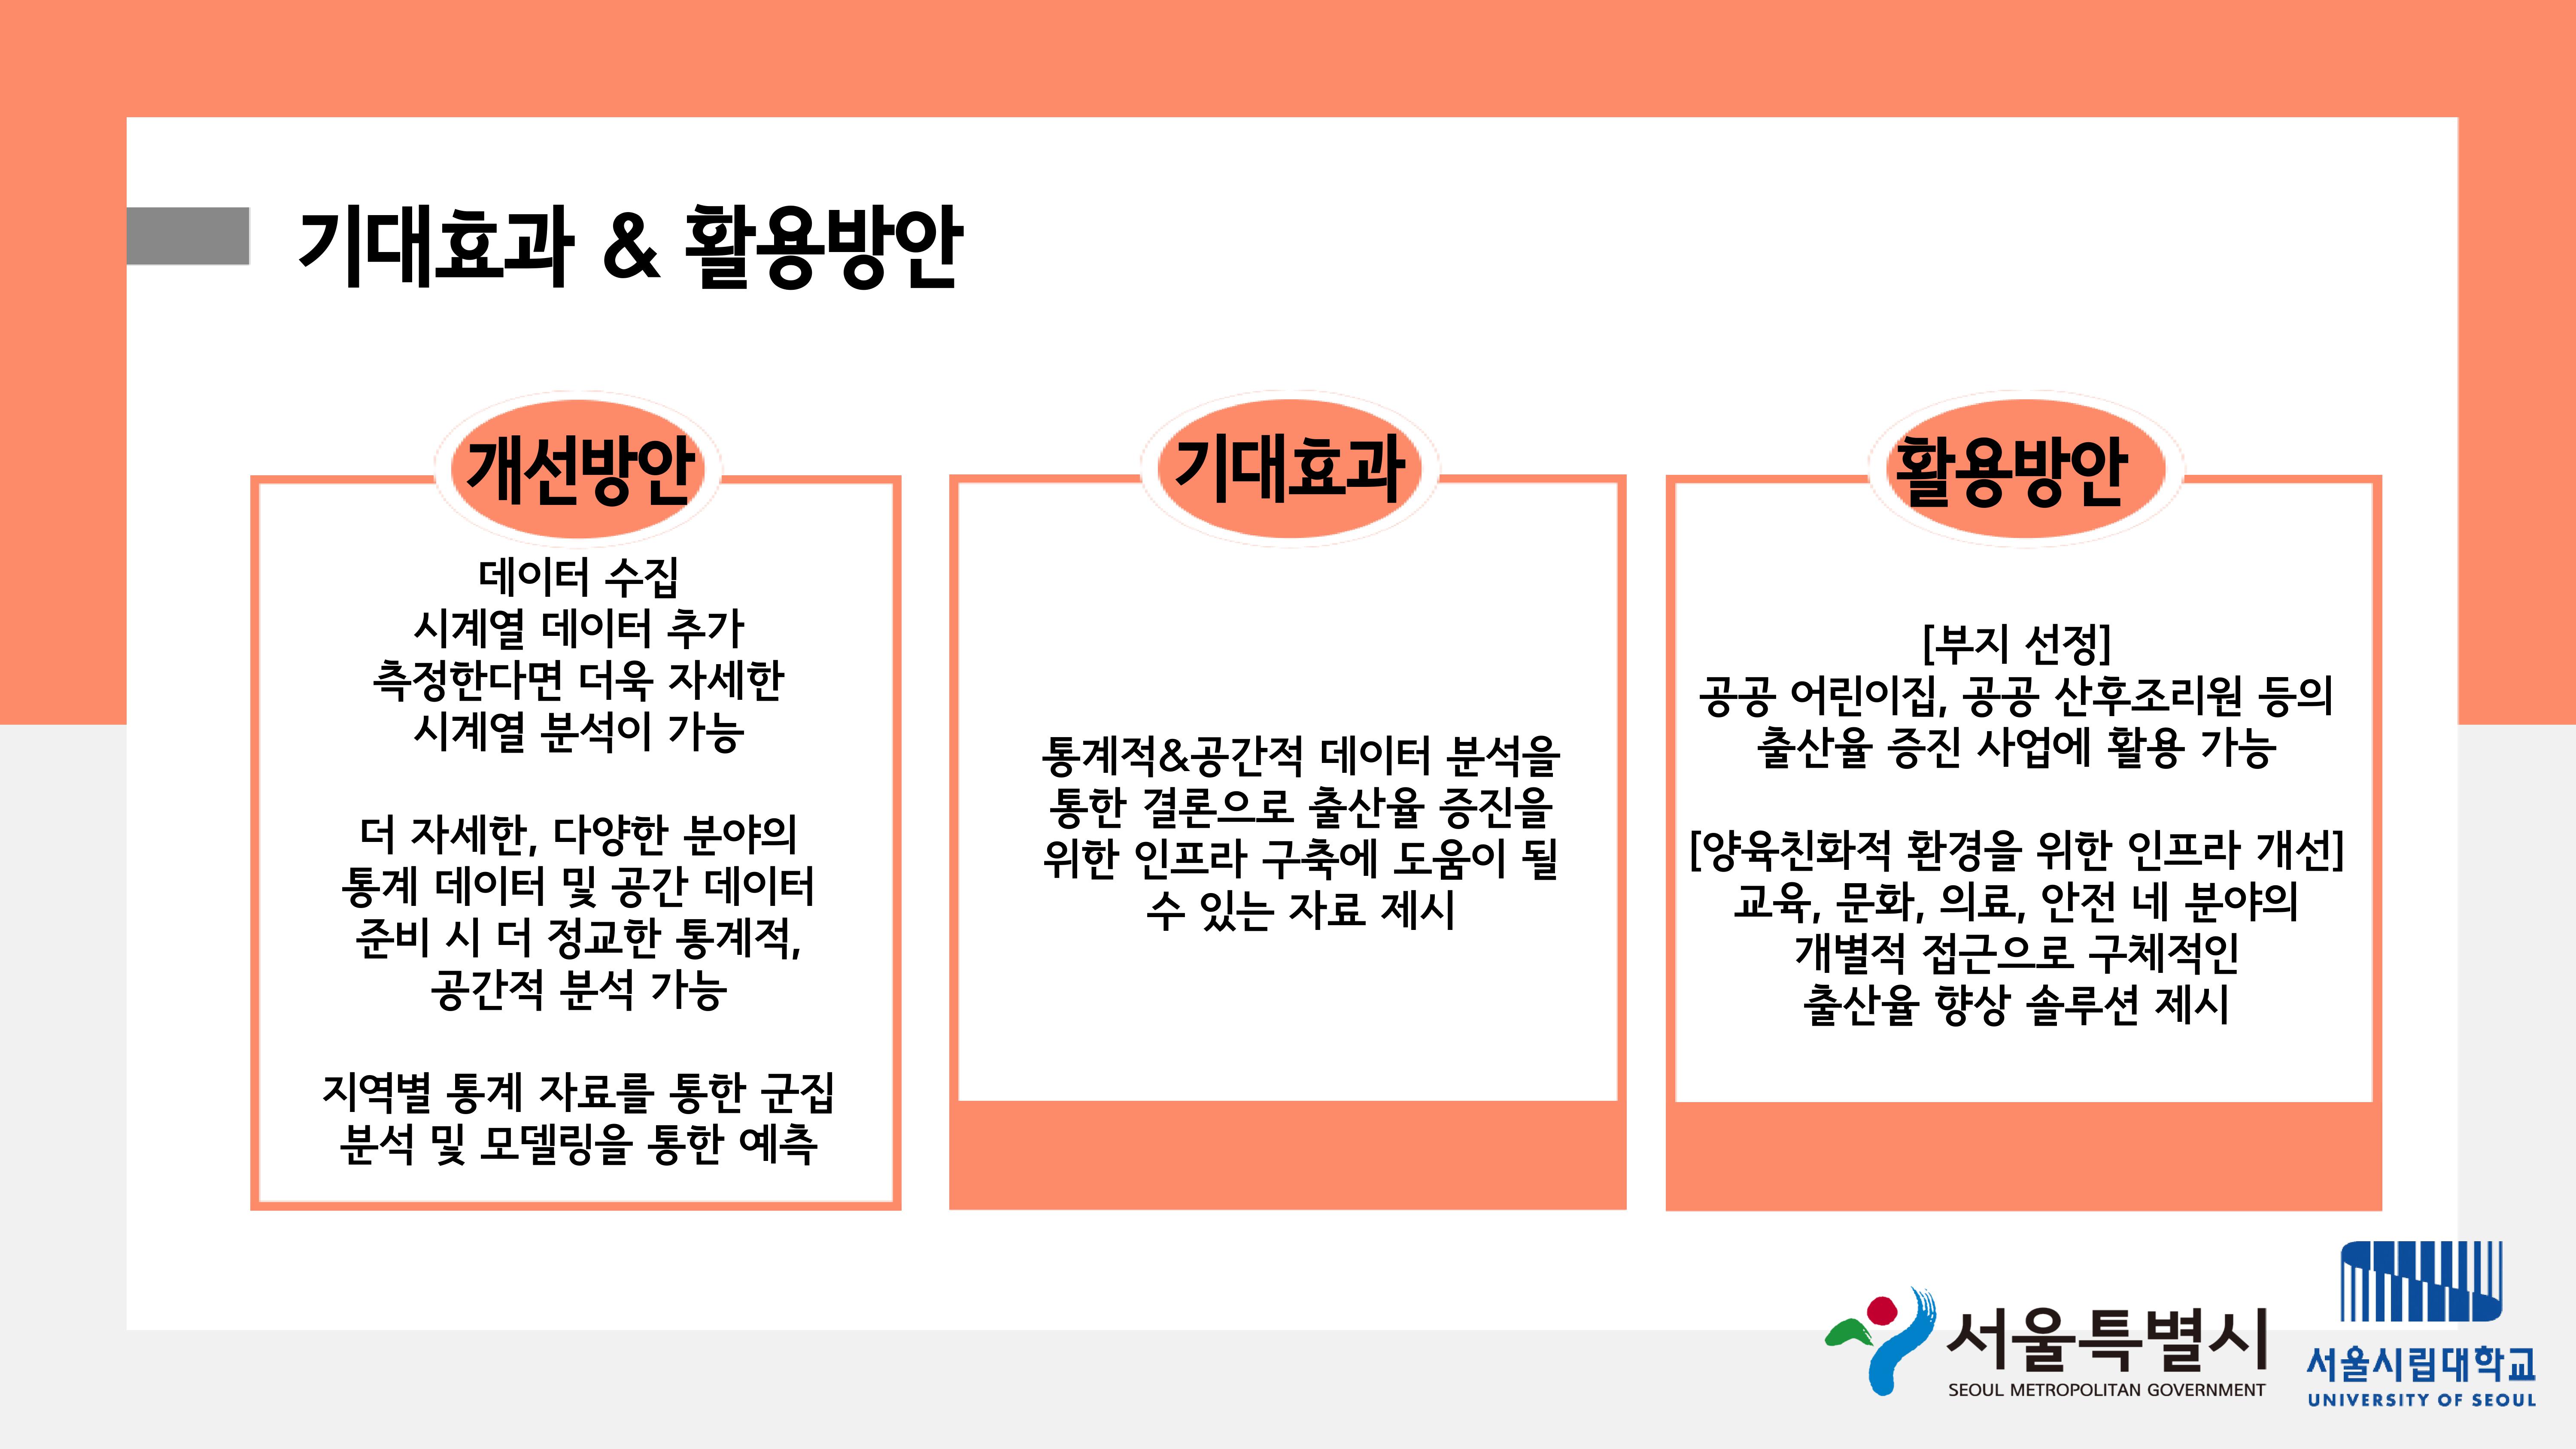 기대효과 & 활용방안
개선방안
데이터 수집
시계열 데이터 추가
측정한다면 더욱 자세한
시계열 분석이 가능
더 자세한, 다양한 분야의
통계 데이터 및 공간 데이터
준비 시 더 정교한 통계적,
공간적 분석 가능
지역별 통계 자료를 통한 군집
분석 및 모델링을 통한 예측
기대효과
통계적&공간적 데이터 분석을
통한 결론으로 출산율 증진을
위한 인프라 구축에 도움이 될
수 있는 자료 제시
활용방안
[부지 선정]
공공 어린이집, 공공 산후조리원 등의
출산율 증진 사업에 활용 가능
[양육친화적 환경을 위한 인프라 개선]
교육, 문화, 의료, 안전 네 분야의
개별적 접근으로 구체적인
출산율 향상 솔루션 제시
서울특별시
SEOUL METROPOLITAN GOVERNMENT
서울시립대학교
UNIVERSITY OF SEOUL